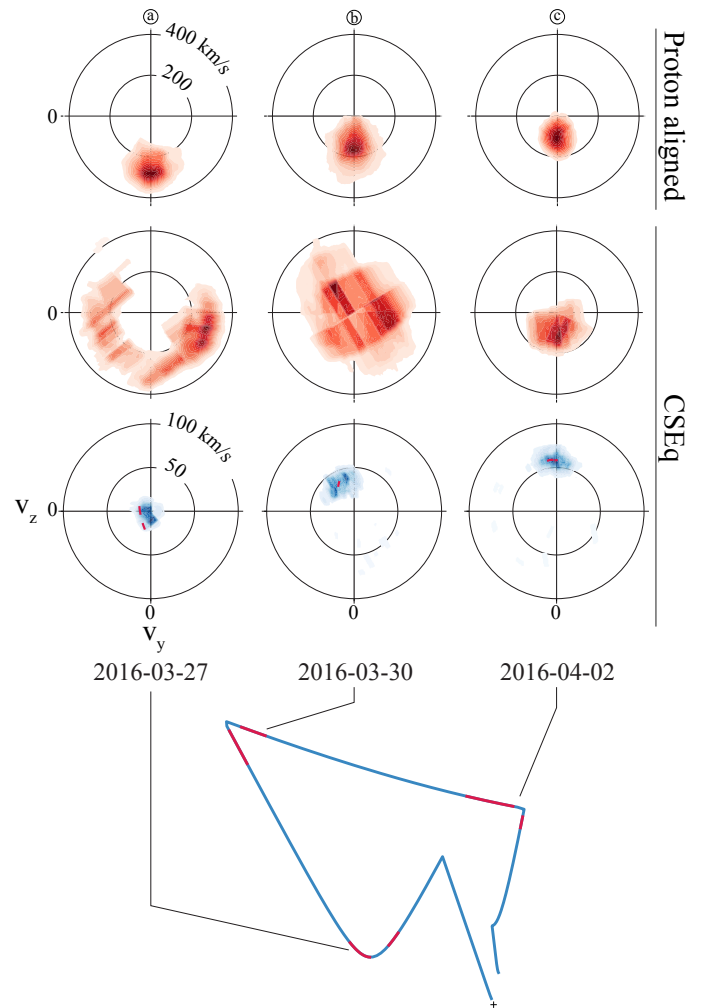 ⓐ ⓑ ⓒ
400 km/s
200
0
Proton aligned
0
CSEq
100 km/s
50
v_z
0 0 0
v_y
2016-03-27 2016-03-30 2016-04-02
+